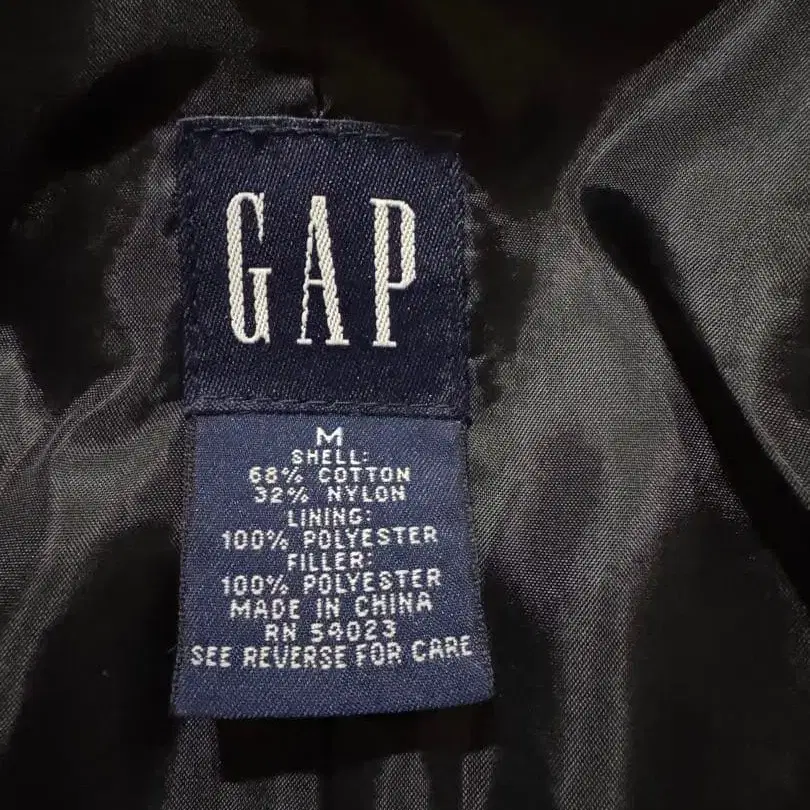 GAP
M
SHELL:
68% COTTON
32% NYLON
LINING:
100% POLYESTER
FILLER:
100% POLYESTER
MADE IN CHINA
RN 54023
SEE REVERSE FOR CARE